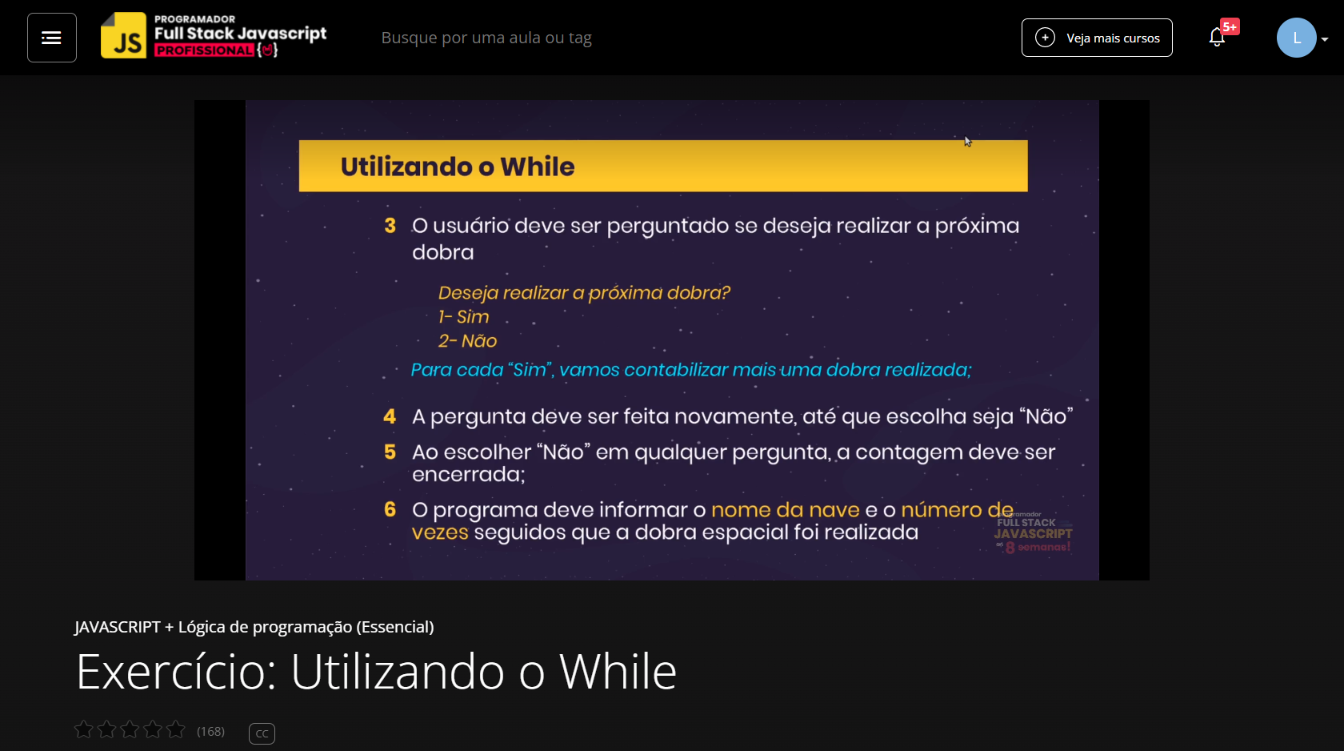 JS
PROGRAMADOR
Full Stack Javascript
PROFISSIONAL {
}
Busque por uma aula ou tag
+ Veja mais cursos
5+
L
Utilizando o While
3 O usuário deve ser perguntado se deseja realizar a próxima
dobra
Deseja realizar a próxima dobra?
1- Sim
2- Não
Para cada “Sim”, vamos contabilizar mais uma dobra realizada;
4 A pergunta deve ser feita novamente, até que escolha seja “Não”
5 Ao escolher “Não” em qualquer pergunta, a contagem deve ser
encerrada;
6 O programa deve informar o nome da nave e o número de
vezes seguidos que a dobra espacial foi realizada
Programador
FULL STACK
JAVASCRIPT
em 8 semanas!
JAVASCRIPT + Lógica de programação (Essencial)
Exercício: Utilizando o While
(168)
CC